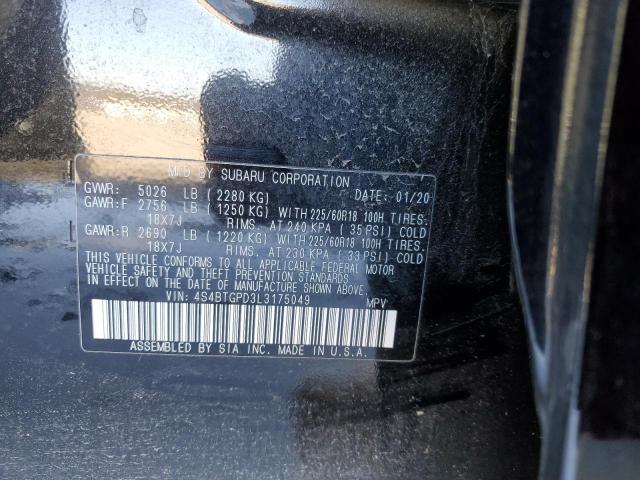 MFD BY SUBARU CORPORATION
GVWR: 5026 LB (2280 KG) DATE: 01/20
GAWR:F 2756 LB (1250 KG) WITH 225/60R18 100H TIRES.
18X7J RIMS. AT 240 KPA ( 35 PSI) COLD
GAWR:R 2690 LB (1220 KG) WITH 225/60R18 100H TIRES.
18X7J RIMS. AT 230 KPA ( 33 PSI) COLD
THIS VEHICLE CONFORMS TO ALL APPLICABLE FEDERAL MOTOR
VEHICLE SAFETY AND THEFT PREVENTION STANDARDS
IN EFFECT ON THE DATE OF MANUFACTURE SHOWN ABOVE.
VIN: 4S4BTGPD3L3175049 MPV
ASSEMBLED BY SIA INC. MADE IN U.S.A.